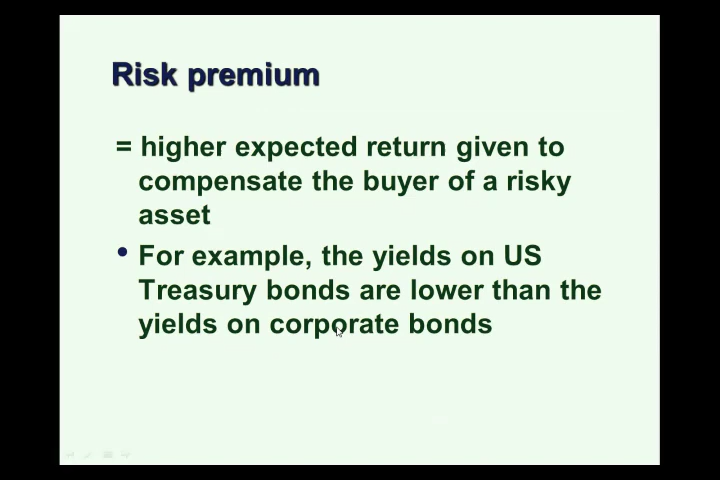 Risk premium
= higher expected return given to
compensate the buyer of a risky
asset
• For example, the yields on US
Treasury bonds are lower than the
yields on corporate bonds